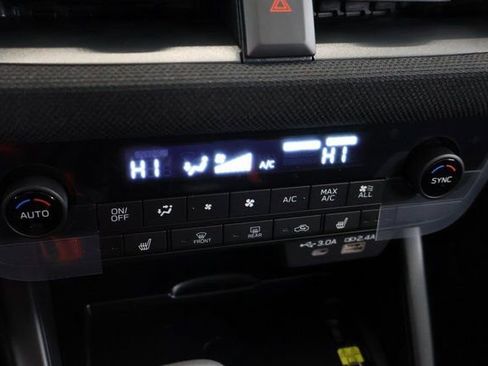 HI A/C HI
AUTO
SYNC
ON/
OFF
A/C
MAX
A/C
ALL
FRONT
REAR
3.0A
2.4A